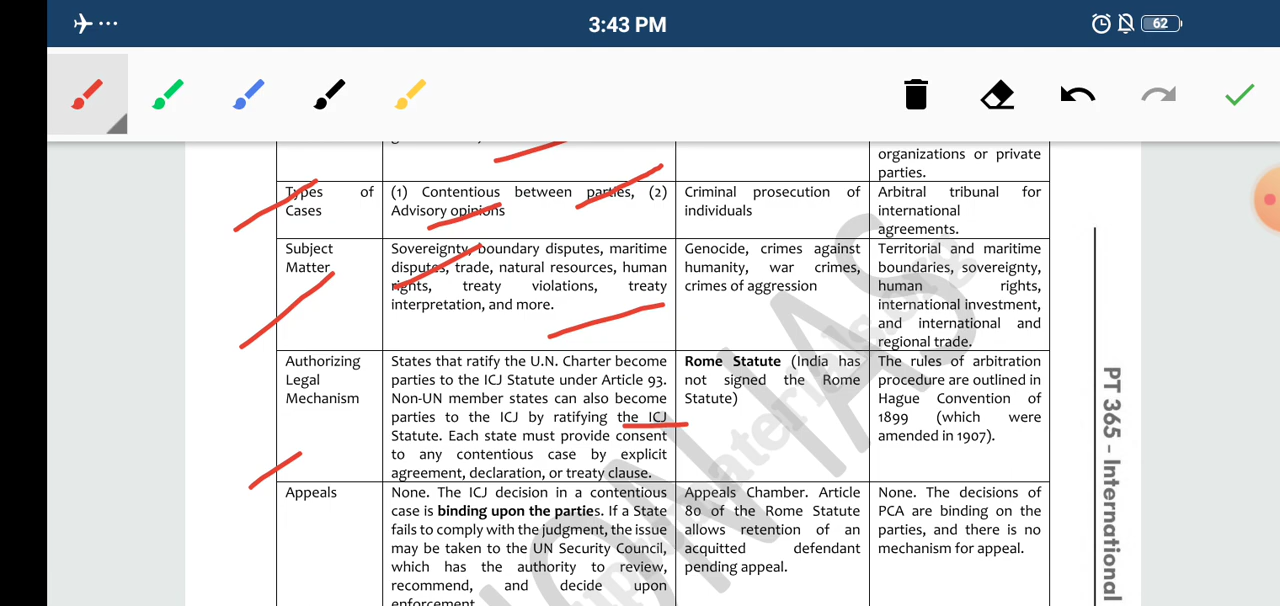 3:43 PM
62
organizations or private
parties.
Types of
Cases
(1) Contentious between parties, (2)
Advisory opinions
Criminal prosecution of
individuals
Arbitral tribunal for
international
agreements.
Subject
Matter
Sovereignty, boundary disputes, maritime
disputes, trade, natural resources, human
rights, treaty violations, treaty
interpretation, and more.
Genocide, crimes against
humanity, war crimes,
crimes of aggression
Territorial and maritime
boundaries, sovereignty,
human rights,
international investment,
and international and
regional trade.
Authorizing
Legal
Mechanism
States that ratify the U.N. Charter become
parties to the ICJ Statute under Article 93.
Non-UN member states can also become
parties to the ICJ by ratifying the ICJ
Statute. Each state must provide consent
to any contentious case by explicit
agreement, declaration, or treaty clause.
Rome Statute (India has
not signed the Rome
Statute)
The rules of arbitration
procedure are outlined in
Hague Convention of
1899 (which were
amended in 1907).
Appeals
None. The ICJ decision in a contentious
case is binding upon the parties. If a State
fails to comply with the judgment, the issue
may be taken to the UN Security Council,
which has the authority to review,
recommend, and decide upon
enforcement
Appeals Chamber. Article
80 of the Rome Statute
allows retention of an
acquitted defendant
pending appeal.
None. The decisions of
PCA are binding on the
parties, and there is no
mechanism for appeal.
PT 365 – International